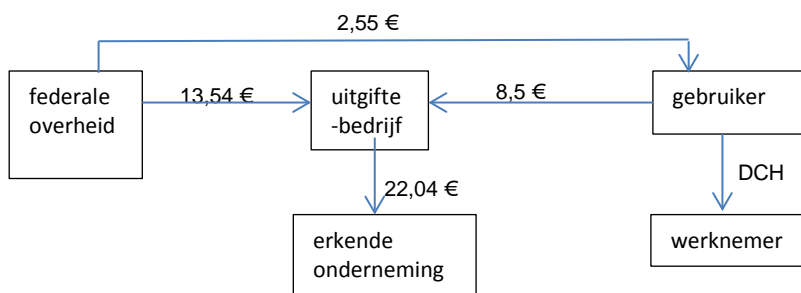 2,55 €
federale
overheid
13,54 €
uitgifte
-bedrijf
8,5 €
gebruiker
DCH
22,04 €
erkende
onderneming
werknemer